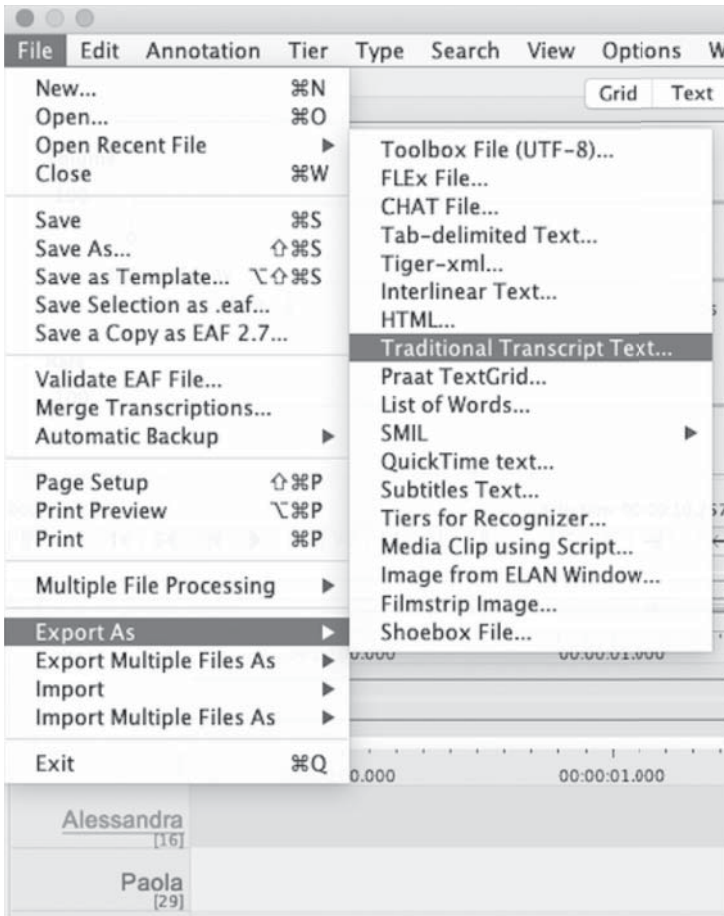 File Edit Annotation Tier Type Search View Options W
Grid Text
New... ⌘N
Open... ⌘O
Open Recent File ▶
Close ⌘W
Save ⌘S
Save As... ⇧⌘S
Save as Template... ⌥⇧⌘S
Save Selection as .eaf...
Save a Copy as EAF 2.7...
Validate EAF File...
Merge Transcriptions...
Automatic Backup ▶
Page Setup ⇧⌘P
Print Preview ⌥⌘P
Print ⌘P
Multiple File Processing ▶
Export As ▶
Export Multiple Files As ▶
Import ▶
Import Multiple Files As ▶
Exit ⌘Q
Toolbox File (UTF-8)...
FLEx File...
CHAT File...
Tab-delimited Text...
Tiger-xml...
Interlinear Text...
HTML...
Traditional Transcript Text...
Praat TextGrid...
List of Words...
SMIL ▶
QuickTime text...
Subtitles Text...
Tiers for Recognizer...
Media Clip using Script...
Image from ELAN Window...
Filmstrip Image...
Shoebox File...
0.000 00:00:01.000
0.000 00:00:01.000
Alessandra
[16]
Paola
[29]